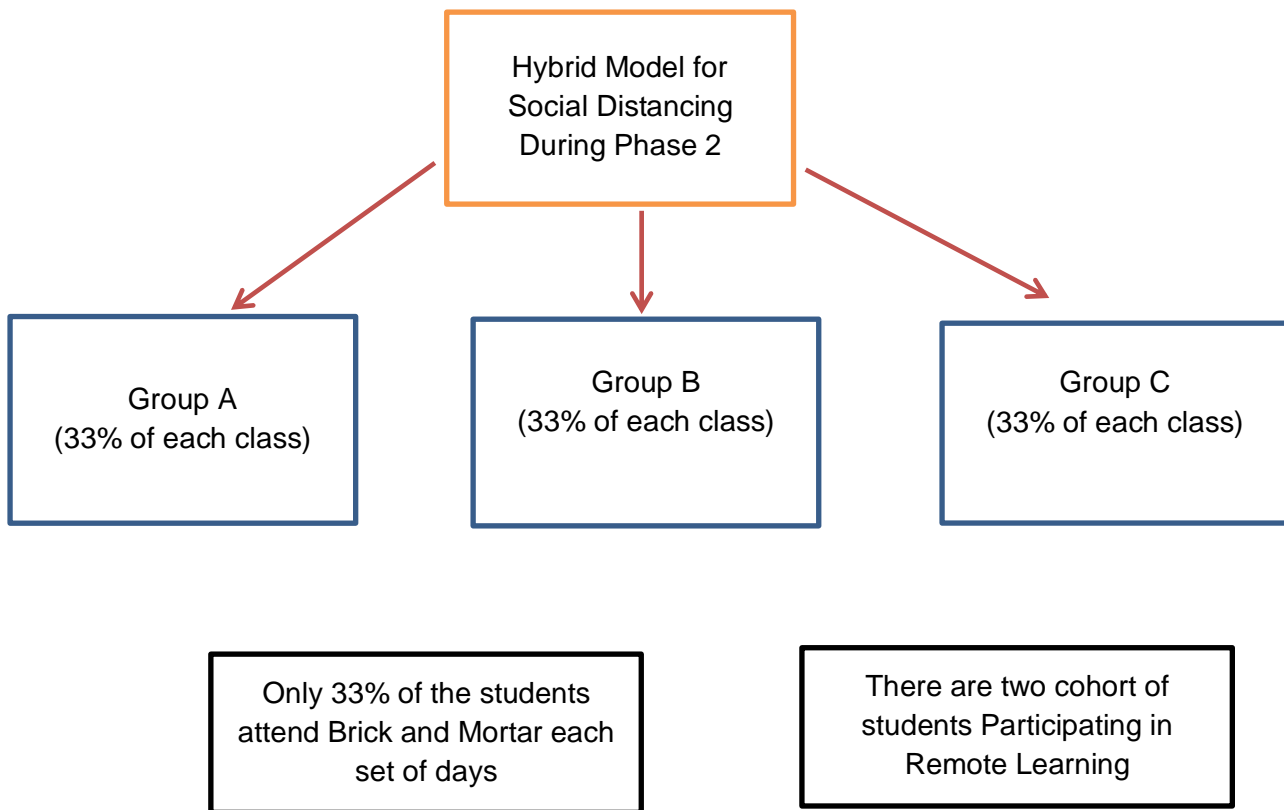 Hybrid Model for
Social Distancing
During Phase 2
Group A
(33% of each class)
Group B
(33% of each class)
Group C
(33% of each class)
Only 33% of the students
attend Brick and Mortar each
set of days
There are two cohort of
students Participating in
Remote Learning